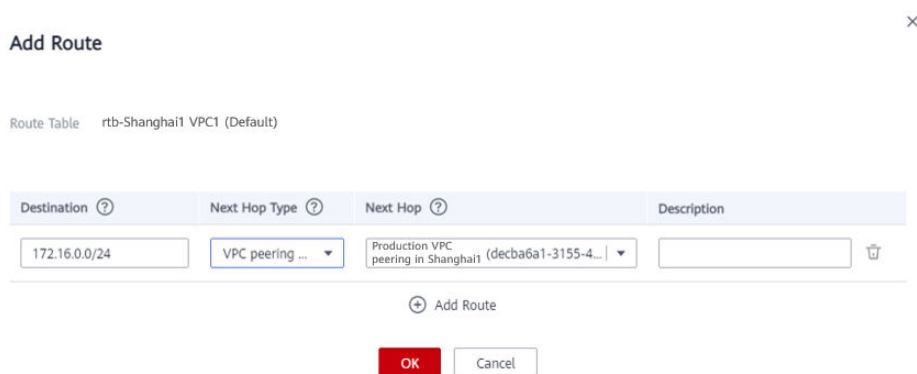 Add Route
Route Table rtb-Shanghai1 VPC1 (Default)
Destination ? Next Hop Type ? Next Hop ? Description
172.16.0.0/24 VPC peering ... Production VPC
peering in Shanghai1 (decba6a1-3155-4...
Add Route
OK Cancel